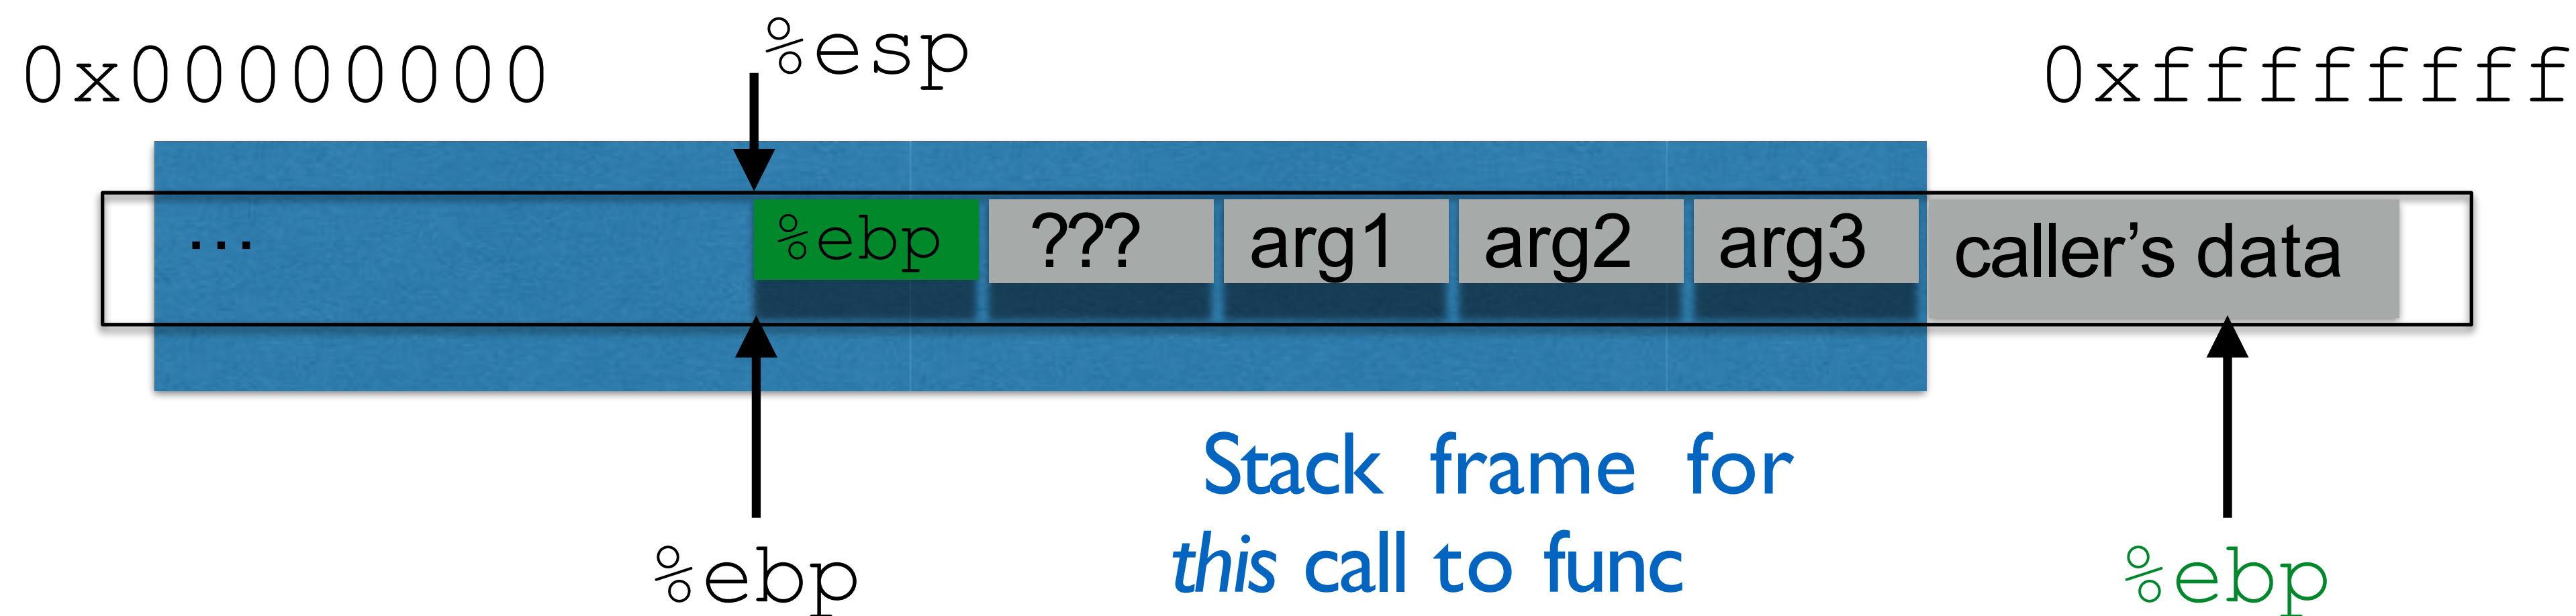 0x00000000 %esp 0xffffffff
… %ebp ??? arg1 arg2 arg3 caller’s data
Stack frame for
this call to func
%ebp %ebp